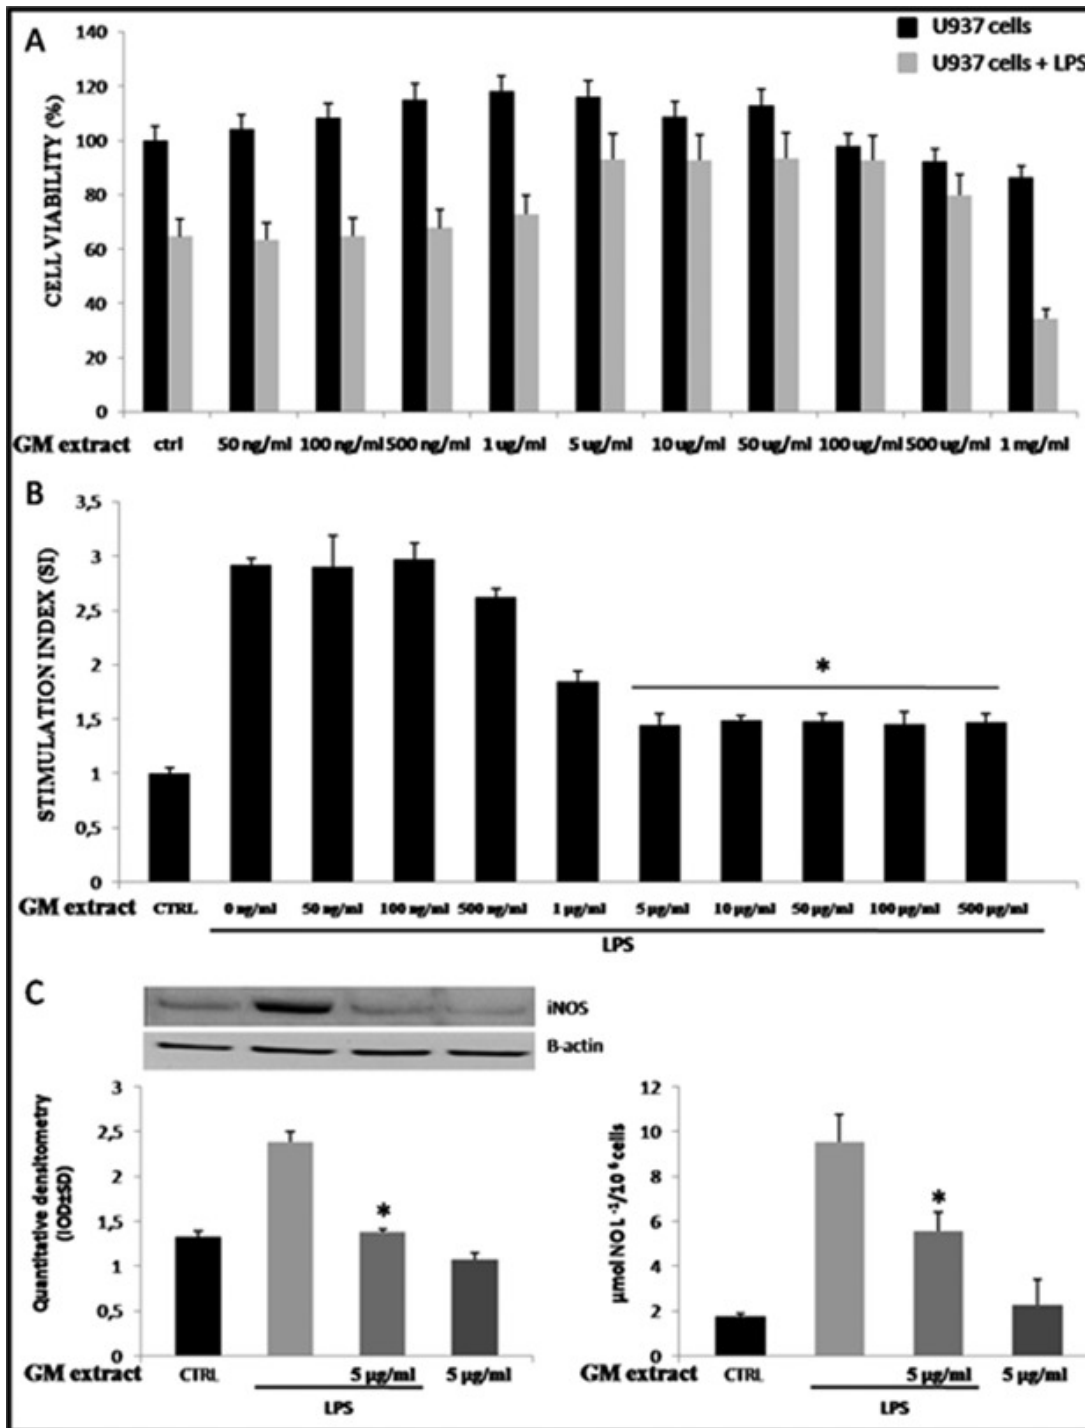 A
U937 cells
U937 cells + LPS
CELL VIABILITY (%)
140
120
100
80
60
40
20
0
GM extract ctrl 50 ng/ml 100 ng/ml 500 ng/ml 1 ug/ml 5 ug/ml 10 ug/ml 50 ug/ml 100 ug/ml 500 ug/ml 1 mg/ml
B
STIMULATION INDEX (SI)
3,5
3
2,5
2
1,5
1
0,5
0
*
GM extract CTRL 0 ng/ml 50 ng/ml 100 ng/ml 500 ng/ml 1 µg/ml 5 µg/ml 10 µg/ml 50 µg/ml 100 µg/ml 500 µg/ml
LPS
C
iNOS
B-actin
Quantitative densitometry
(IOD±SD)
3
2,5
2
1,5
1
0,5
0
*
GM extract CTRL 5 µg/ml 5 µg/ml
LPS
µmol NO L⁻¹/10⁶ cells
12
10
8
6
4
2
0
*
GM extract CTRL 5 µg/ml 5 µg/ml
LPS